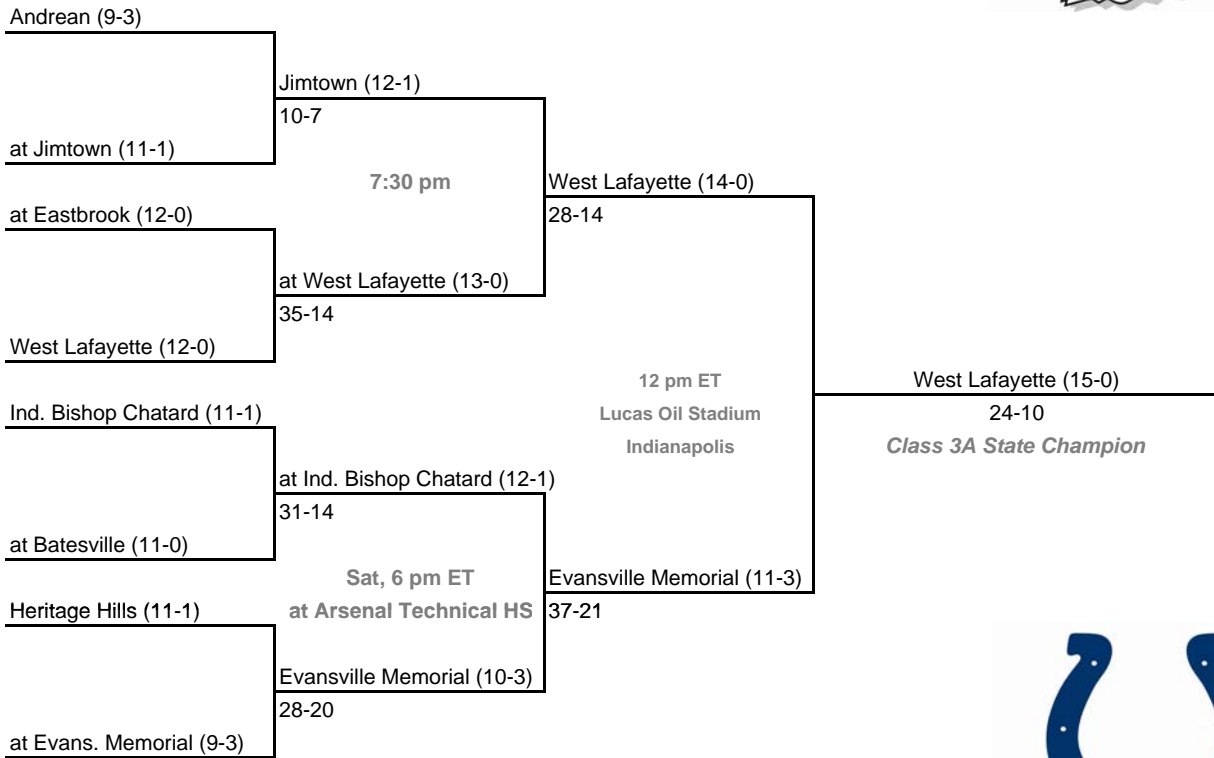 Andrean (9-3)
Jimtown (12-1)
10-7
at Jimtown (11-1)
7:30 pm
West Lafayette (14-0)
at Eastbrook (12-0)
28-14
at West Lafayette (13-0)
35-14
West Lafayette (12-0)
12 pm ET
West Lafayette (15-0)
Ind. Bishop Chatard (11-1)
Lucas Oil Stadium
24-10
Indianapolis
Class 3A State Champion
at Ind. Bishop Chatard (12-1)
31-14
at Batesville (11-0)
Sat, 6 pm ET
Evansville Memorial (11-3)
Heritage Hills (11-1)
at Arsenal Technical HS
37-21
Evansville Memorial (10-3)
28-20
at Evans. Memorial (9-3)